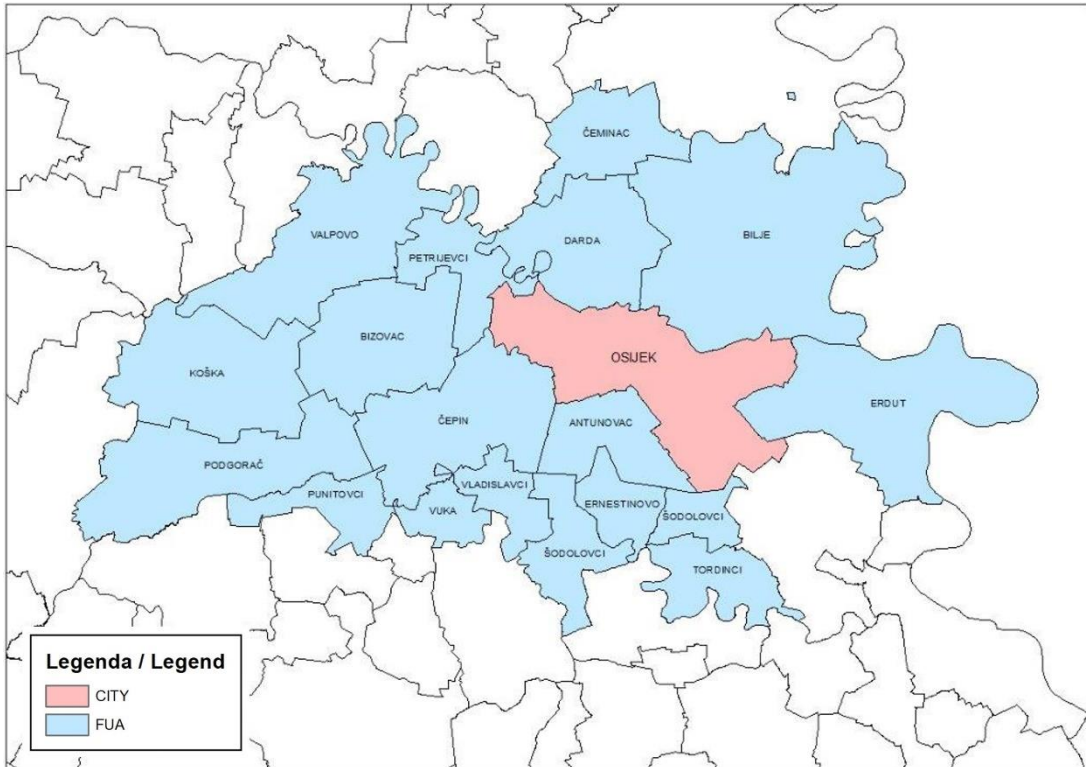 ČEMINAC
VALPOVO
BILJE
DARDA
PETRIJEVCI
BIZOVAC
OSIJEK
KOŠKA
ERDUT
ČEPIN
ANTUNOVAC
PODGORAČ
VLADISLAVCI
PUNITOVCI
ERNESTINOVO
VUKA
ŠODOLOVCI
ŠODOLOVCI
TORDINCI
Legenda / Legend
CITY
FUA